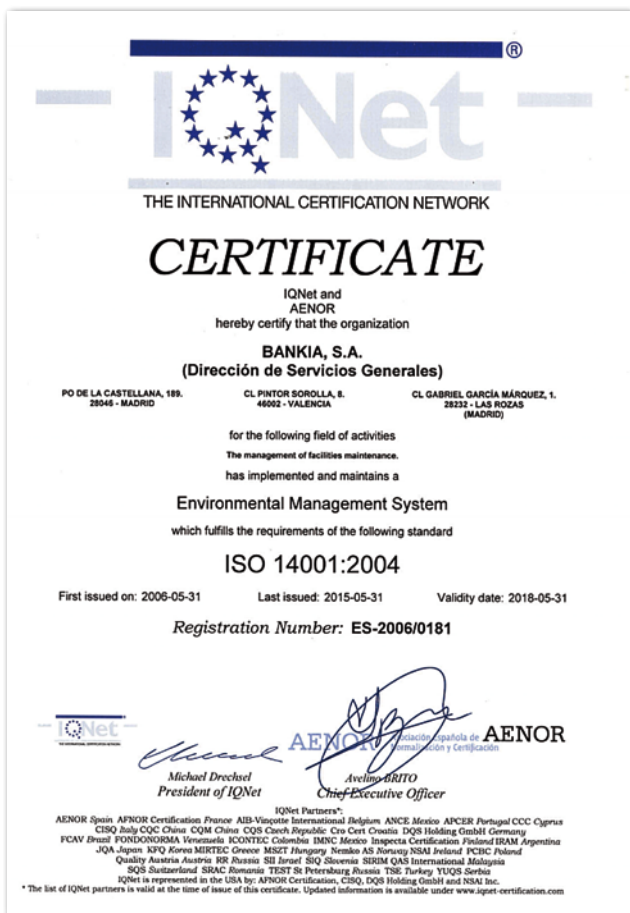 IQNet®
THE INTERNATIONAL CERTIFICATION NETWORK
CERTIFICATE
IQNet and
AENOR
hereby certify that the organization
BANKIA, S.A.
(Dirección de Servicios Generales)
PO DE LA CASTELLANA, 189. CL PINTOR SOROLLA, 8. CL GABRIEL GARCÍA MÁRQUEZ, 1.
28046 - MADRID 46002 - VALENCIA 28232 - LAS ROZAS
(MADRID)
for the following field of activities
The management of facilities maintenance.
has implemented and maintains a
Environmental Management System
which fulfills the requirements of the following standard
ISO 14001:2004
First issued on: 2006-05-31 Last issued: 2015-05-31 Validity date: 2018-05-31
Registration Number: ES-2006/0181
IQNet
THE INTERNATIONAL CERTIFICATION NETWORK
AENOR Asociación Española de AENOR
Normalización y Certificación
Michael Drechsel Avelino BRITO
President of IQNet Chief Executive Officer
IQNet Partners*:
AENOR Spain AFNOR Certification France AIB-Vinçotte International Belgium ANCE Mexico APCER Portugal CCC Cyprus
CISQ Italy CQC China CQM China CQS Czech Republic Cro Cert Croatia DQS Holding GmbH Germany
FCAV Brazil FONDONORMA Venezuela ICONTEC Colombia IMNC Mexico Inspecta Certification Finland IRAM Argentina
JQA Japan KFQ Korea MIRTEC Greece MSZT Hungary Nemko AS Norway NSAI Ireland PCBC Poland
Quality Austria Austria RR Russia SII Israel SIQ Slovenia SIRIM QAS International Malaysia
SQS Switzerland SRAC Romania TEST St Petersburg Russia TSE Turkey YUQS Serbia
IQNet is represented in the USA by: AFNOR Certification, CISQ, DQS Holding GmbH and NSAI Inc.
* The list of IQNet partners is valid at the time of issue of this certificate. Updated information is available under www.iqnet-certification.com